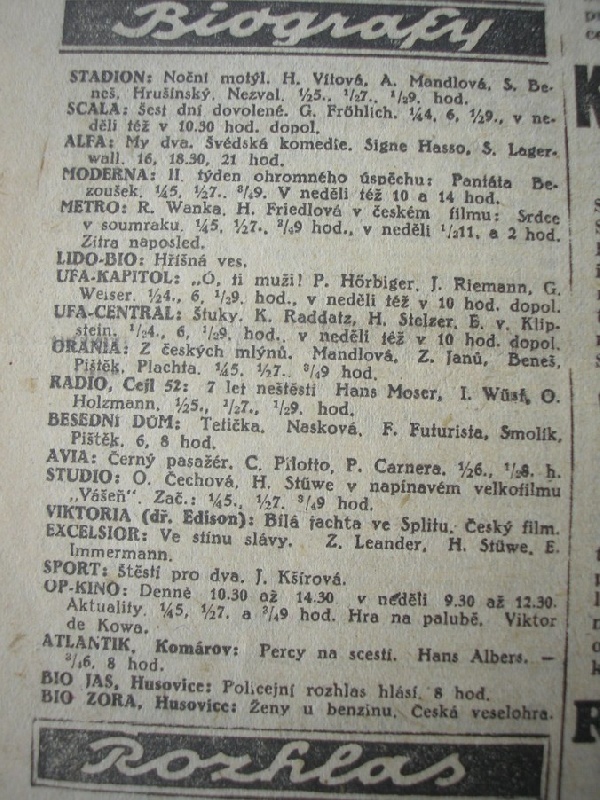 Biografy
STADION: Noční motýl. H. Vítová, A. Mandlová, S. Be-
neš, Hrušínský, Nezval. ½5., ½7., ½9. hod.
SCALA: Šest dní dovolené. G. Fröhlich. ¼4, 6, ½9., v ne-
děli též v 10.30 hod. dopol.
ALFA: My dva. Švédská komedie. Signe Hasso, S. Lager-
wall. 16, 18.30, 21 hod.
MODERNA: II. týden ohromného úspěchu: Pantáta Be-
zoušek. ¼5, ½7., ¾9. V neděli též 10 a 14 hod.
METRO: R. Wanka, H. Friedlová v českém filmu: Srdce
v soumraku. ¼5, ½7., ¾9 hod., v neděli ½11. a 2 hod.
Zítra naposled.
LIDO-BIO: Hříšná ves.
UFA-KAPITOL: „Ó, ti muži! P. Hörbiger, J. Riemann, G.
Weiser. ½4., 6, ½9. hod., v neděli též v 10 hod. dopol.
UFA-CENTRAL: Štuky. K. Raddatz, H. Stelzer, E. v. Klip-
stein. ¼4., 6, ½9. hod., v neděli též v 10 hod. dopol.
ORANIA: Z českých mlýnů. Mandlová, Z. Janů, Beneš,
Pištěk, Plachta. ¼5. ½7. ¾9 hod.
RADIO, Cejl 52: 7 let neštěstí Hans Moser, I. Wüst, O.
Holzmann. ½5., ½7., ½9. hod.
BESEDNÍ DŮM: Tetička. Nasková, F. Futurista, Smolík,
Pištěk. 6, 8 hod.
AVIA: Černý pasažér. C. Pilotto, P. Carnera. ½6., ½8. h.
STUDIO: O. Čechová, H. Stüwe v napínavém velkofilmu
„Vášeň“. Zač.: ¼5., ½7. ¾9 hod.
VIKTORIA (dř. Edison): Bílá jachta ve Splitu. Český film.
EXCELSIOR: Ve stínu slávy. Z. Leander, H. Stüwe, E.
Immermann.
SPORT: Štěstí pro dva. J. Kšírová.
OP-KINO: Denně 10.30 až 14.30 v neděli 9.30 až 12.30.
Aktuality. ¼5, ½7. a ¾9 hod. Hra na palubě. Viktor
de Kowa.
ATLANTIK, Komárov: Percy na scestí. Hans Albers. —
¾6, 8 hod.
BIO JAS, Husovice: Policejní rozhlas hlásí. 8 hod.
BIO ZORA, Husovice: Ženy u benzinu. Česká veselohra.
Rozhlas